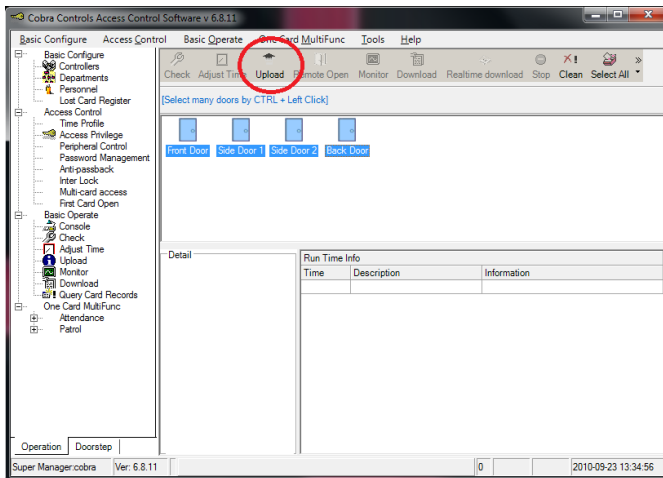 Cobra Controls Access Control Software v 6.8.11
Basic Configure Access Control Basic Operate One Card MultiFunc Tools Help
Check Adjust Time Upload Remote Open Monitor Download Realtime download Stop Clean Select All
[Select many doors by CTRL + Left Click]
Front Door Side Door 1 Side Door 2 Back Door
Basic Configure
Controllers
Departments
Personnel
Lost Card Register
Access Control
Time Profile
Access Privilege
Peripheral Control
Password Management
Anti-passback
Inter Lock
Multi-card access
First Card Open
Basic Operate
Console
Check
Adjust Time
Upload
Monitor
Download
Query Card Records
One Card MultiFunc
Attendance
Patrol
Detail
Run Time Info
Time Description Information
Operation Doorstep
Super Manager:cobra Ver: 6.8.11 0 2010-09-23 13:34:56